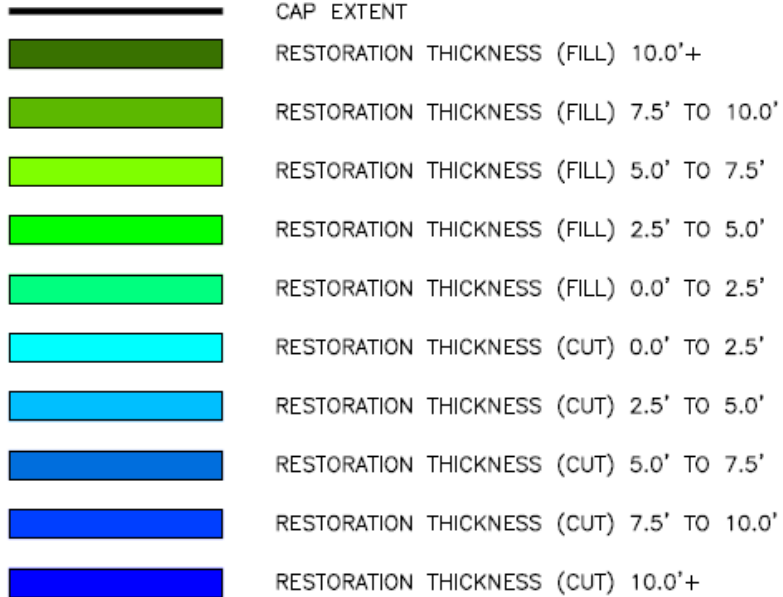 CAP EXTENT
RESTORATION THICKNESS (FILL) 10.0'+
RESTORATION THICKNESS (FILL) 7.5' TO 10.0'
RESTORATION THICKNESS (FILL) 5.0' TO 7.5'
RESTORATION THICKNESS (FILL) 2.5' TO 5.0'
RESTORATION THICKNESS (FILL) 0.0' TO 2.5'
RESTORATION THICKNESS (CUT) 0.0' TO 2.5'
RESTORATION THICKNESS (CUT) 2.5' TO 5.0'
RESTORATION THICKNESS (CUT) 5.0' TO 7.5'
RESTORATION THICKNESS (CUT) 7.5' TO 10.0'
RESTORATION THICKNESS (CUT) 10.0'+